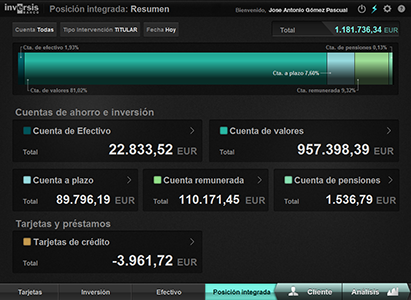 inversis
BANCO
Posición integrada: Resumen
Bienvenido, Jose Antonio Gómez Pascual
Cuenta Todas
Tipo Intervención TITULAR
Fecha Hoy
Total 1.181.736,34 EUR
Cta. de Efectivo 1,93%
Cta. de pensiones 0,13%
Cta. a plazo 7,60%
Cta. de valores 81,02%
Cta. remunerada 9,32%
Cuentas de ahorro e inversión
Cuenta de Efectivo
Total 22.833,52 EUR
Cuenta de valores
Total 957.398,39 EUR
Cuenta a plazo
Total 89.796,19 EUR
Cuenta remunerada
Total 110.171,45 EUR
Cuenta de pensiones
Total 1.536,79 EUR
Tarjetas y préstamos
Tarjetas de crédito
Total -3.961,72 EUR
Tarjetas
Inversión
Efectivo
Posición integrada
Cliente
Análisis